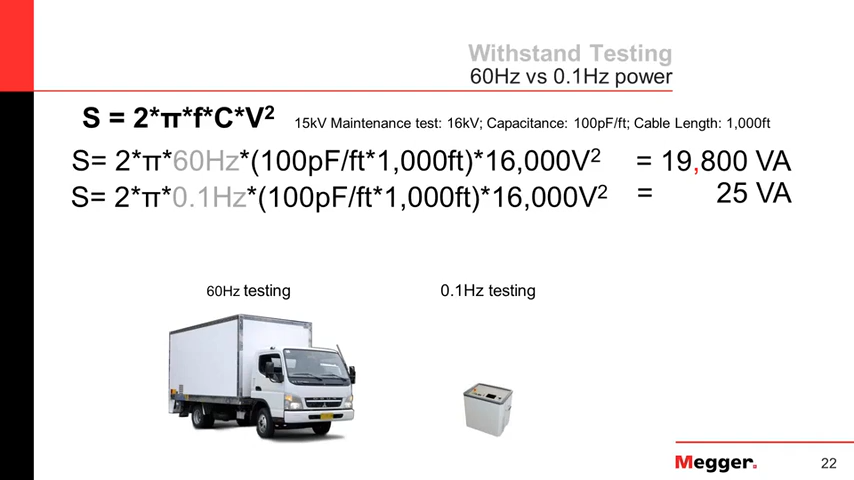 Withstand Testing
60Hz vs 0.1Hz power
S = 2*π*f*C*V² 15kV Maintenance test: 16kV; Capacitance: 100pF/ft; Cable Length: 1,000ft
S= 2*π*60Hz*(100pF/ft*1,000ft)*16,000V² = 19,800 VA
S= 2*π*0.1Hz*(100pF/ft*1,000ft)*16,000V² = 25 VA
60Hz testing 0.1Hz testing
Megger.
22